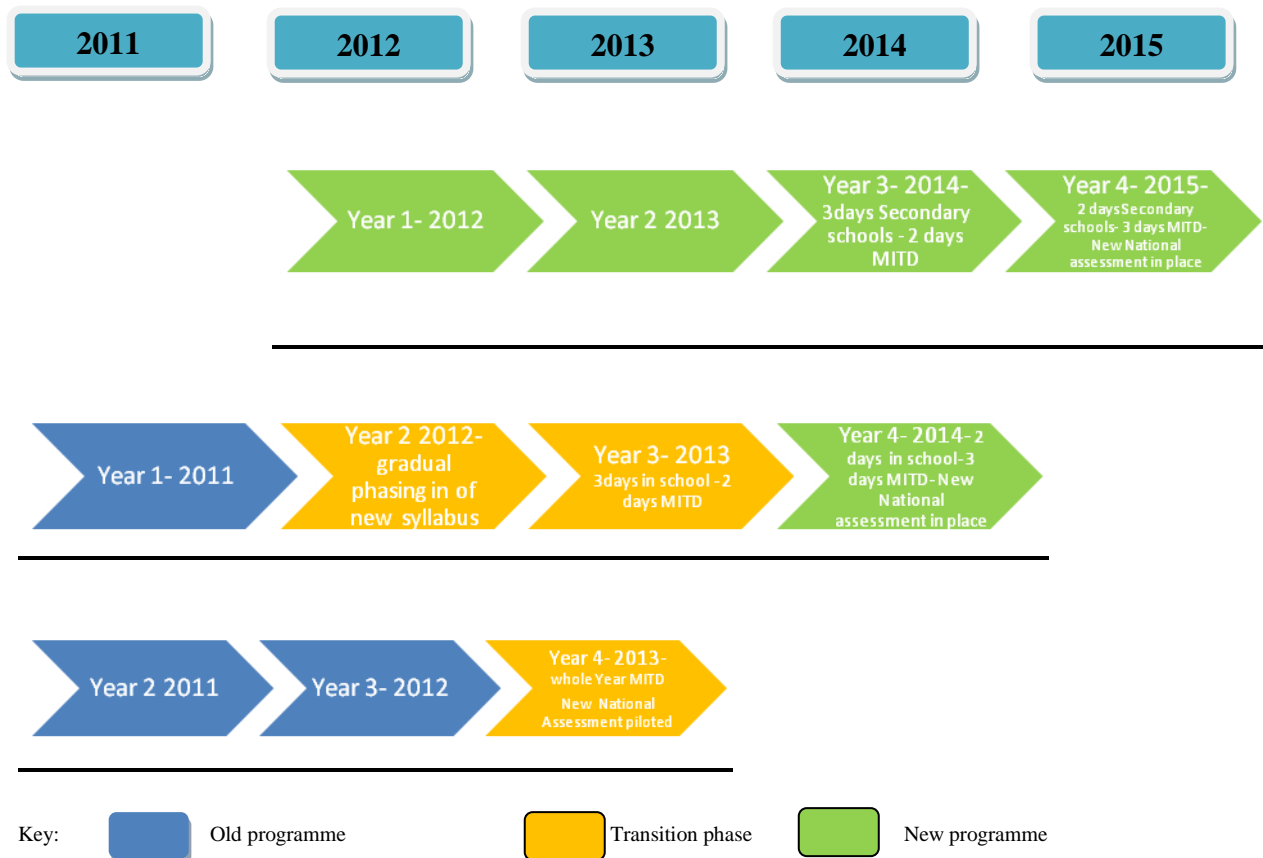 2011
2012
2013
2014
2015
Year 1- 2012
Year 2 2013
Year 3- 2014-
3days Secondary
schools - 2 days
MITD
Year 4- 2015-
2 days Secondary
schools- 3 days MITD-
New National
assessment in place
Year 1- 2011
Year 2 2012-
gradual
phasing in of
new syllabus
Year 3- 2013
3days in school -2
days MITD
Year 4- 2014- 2
days in school-3
days MITD- New
National
assessment in place
Year 2 2011
Year 3- 2012
Year 4- 2013-
whole Year MITD
New National
Assessment piloted
Key:
Old programme
Transition phase
New programme